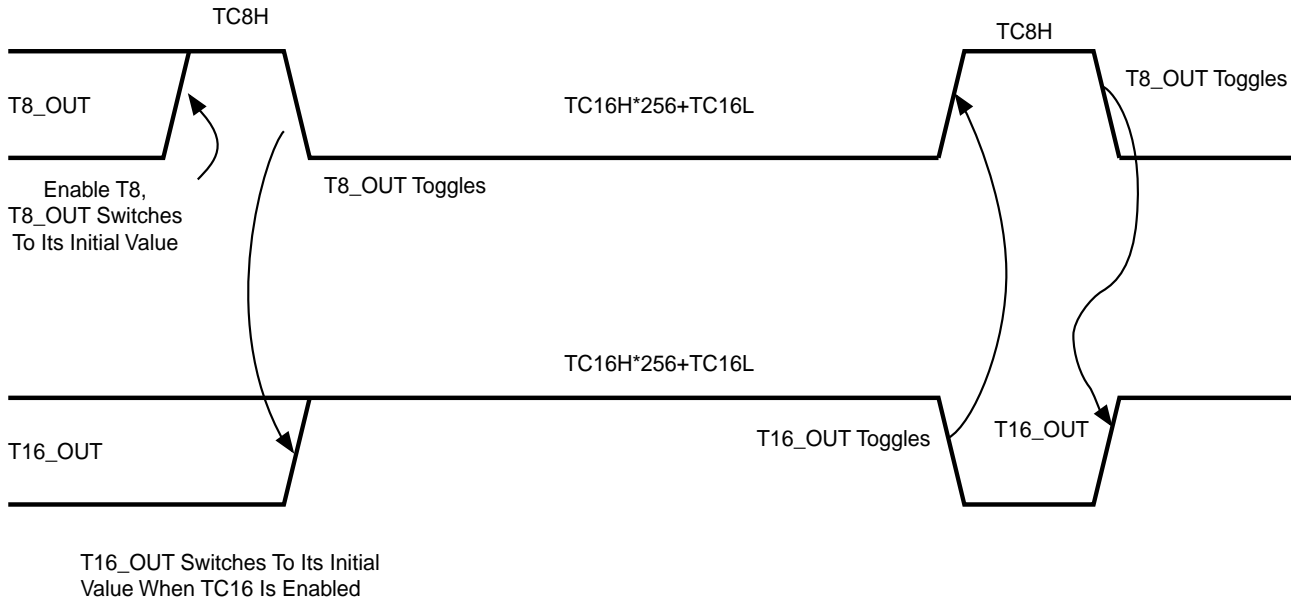 TC8H
TC8H
T8_OUT
TC16H*256+TC16L
T8_OUT Toggles
Enable T8,
T8_OUT Switches
To Its Initial Value
T8_OUT Toggles
TC16H*256+TC16L
T16_OUT
T16_OUT Toggles
T16_OUT
T16_OUT Switches To Its Initial
Value When TC16 Is Enabled